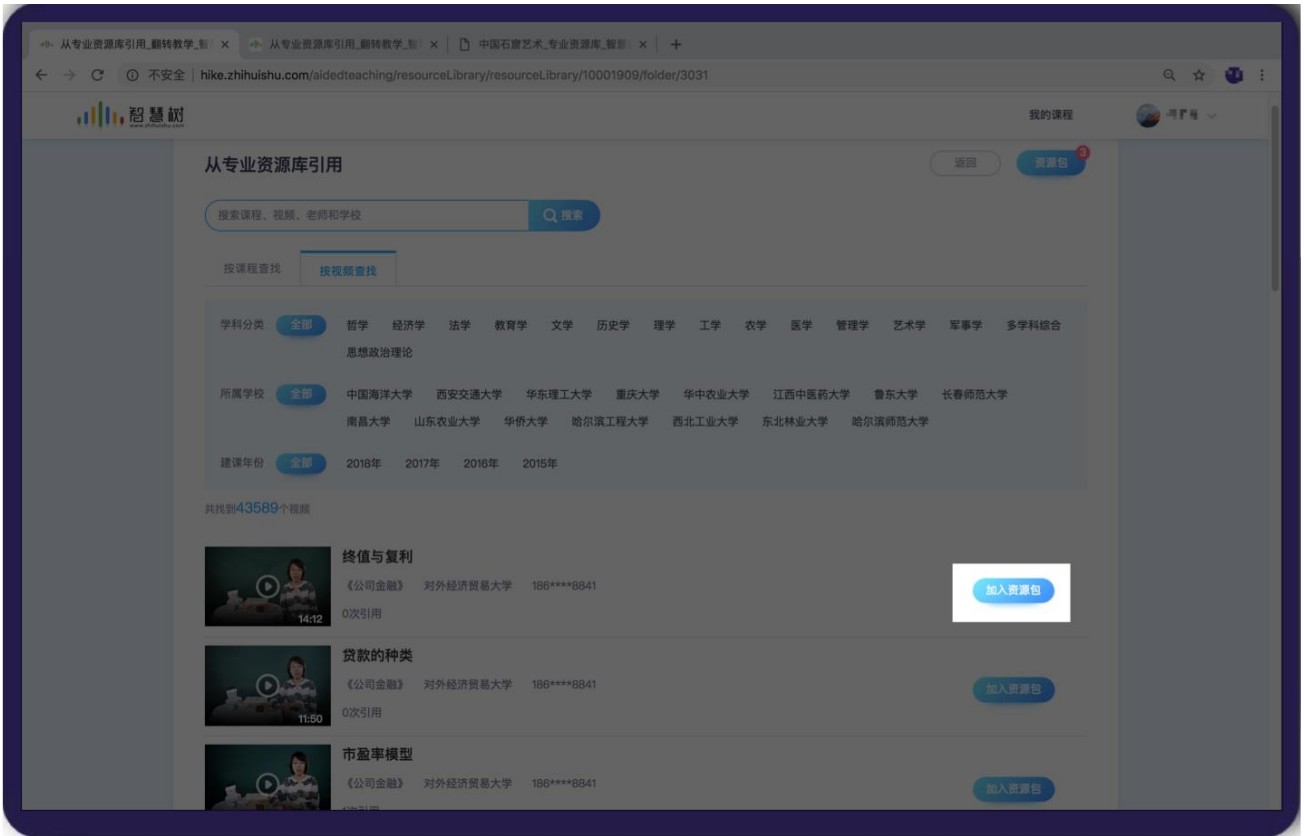 从专业资源库引用_翻转教学_智 × 从专业资源库引用_翻转教学_智 × 中国石窟艺术_专业资源库_智慧 × +
不安全 | hike.zhihuishu.com/aidedteaching/resourceLibrary/resourceLibrary/10001909/folder/3031
智慧树 我的课程
www.zhihuishu.com
从专业资源库引用 返回 资源包 3
搜索课程、视频、老师和学校 搜索
按课程查找 按视频查找
学科分类 全部 哲学 经济学 法学 教育学 文学 历史学 理学 工学 农学 医学 管理学 艺术学 军事学 多学科综合
思想政治理论
所属学校 全部 中国海洋大学 西安交通大学 华东理工大学 重庆大学 华中农业大学 江西中医药大学 鲁东大学 长春师范大学
南昌大学 山东农业大学 华侨大学 哈尔滨工程大学 西北工业大学 东北林业大学 哈尔滨师范大学
建课年份 全部 2018年 2017年 2016年 2015年
共找到43589个视频
终值与复利
《公司金融》 对外经济贸易大学 186****8841 加入资源包
14:12 0次引用
贷款的种类
《公司金融》 对外经济贸易大学 186****8841 加入资源包
11:50 0次引用
市盈率模型
《公司金融》 对外经济贸易大学 186****8841 加入资源包